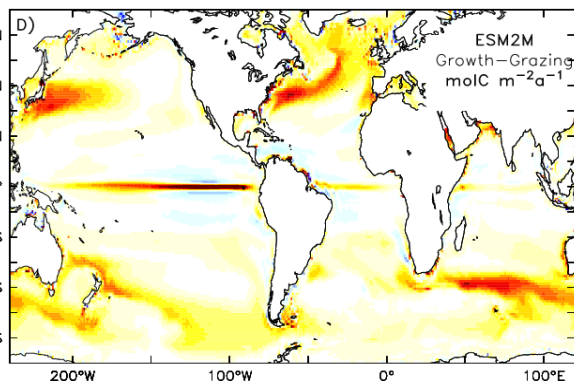 D)
ESM2M
Growth-Grazing
molC m⁻²a⁻¹
S
S
S
200°W
100°W
0°
100°E